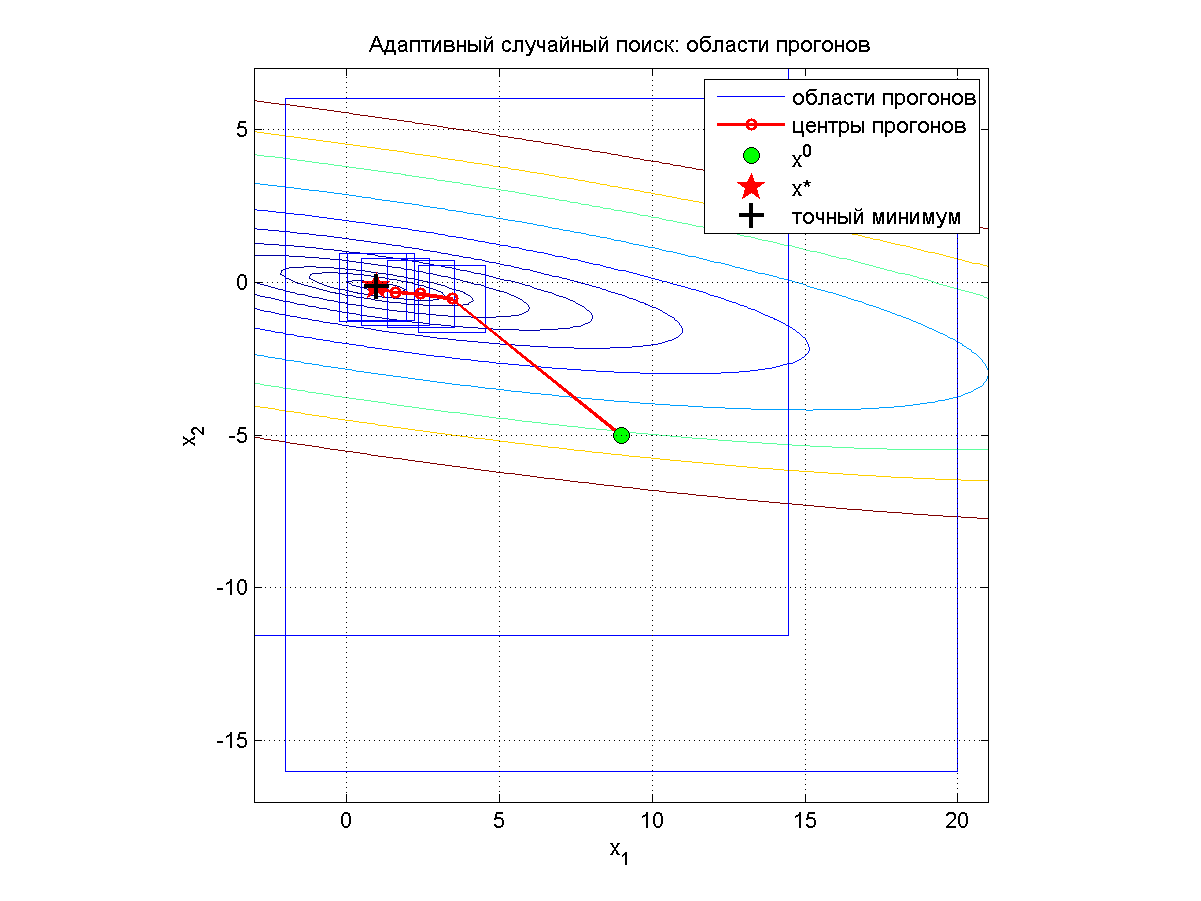 Адаптивный случайный поиск: области прогонов
области прогонов
центры прогонов
x0
x*
точный минимум
5
0
-5
-10
-15
x2
0
5
10
15
20
x1